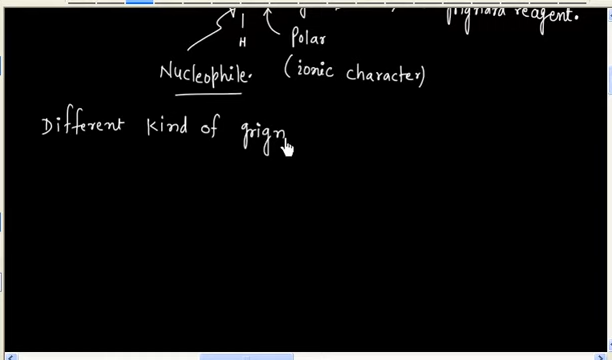 grignard reagent.
H
Polar
Nucleophile.
(ionic character)
Different Kind of grign